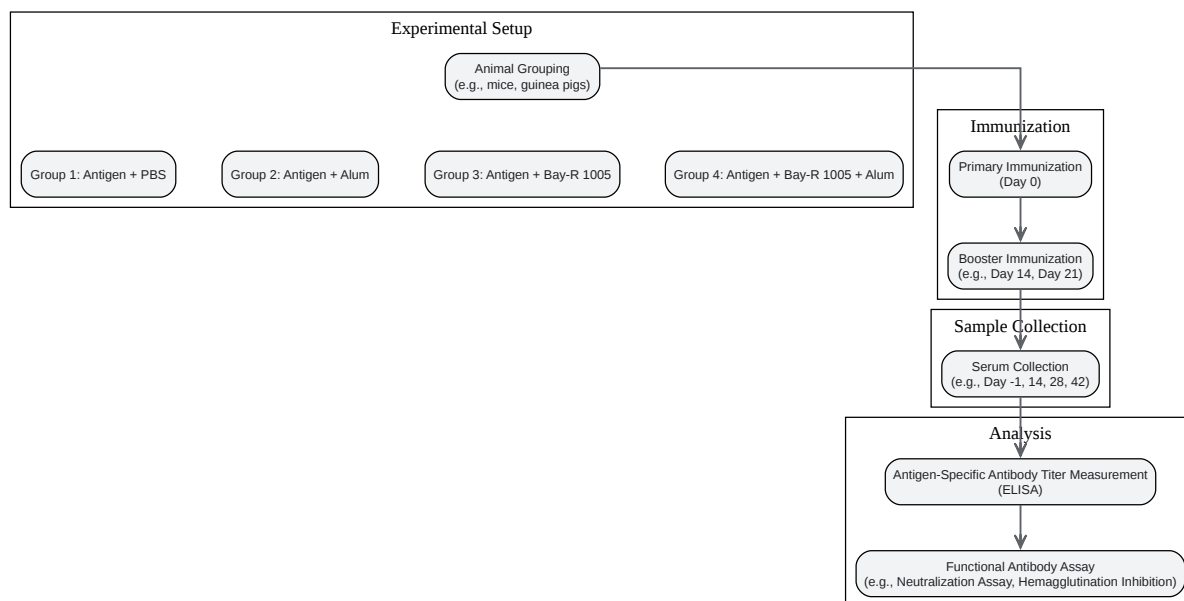 Experimental Setup
Animal Grouping
(e.g., mice, guinea pigs)
Group 1: Antigen + PBS
Group 2: Antigen + Alum
Group 3: Antigen + Bay-R 1005
Group 4: Antigen + Bay-R 1005 + Alum
Immunization
Primary Immunization
(Day 0)
Booster Immunization
(e.g., Day 14, Day 21)
Sample Collection
Serum Collection
(e.g., Day -1, 14, 28, 42)
Analysis
Antigen-Specific Antibody Titer Measurement
(ELISA)
Functional Antibody Assay
(e.g., Neutralization Assay, Hemagglutination Inhibition)